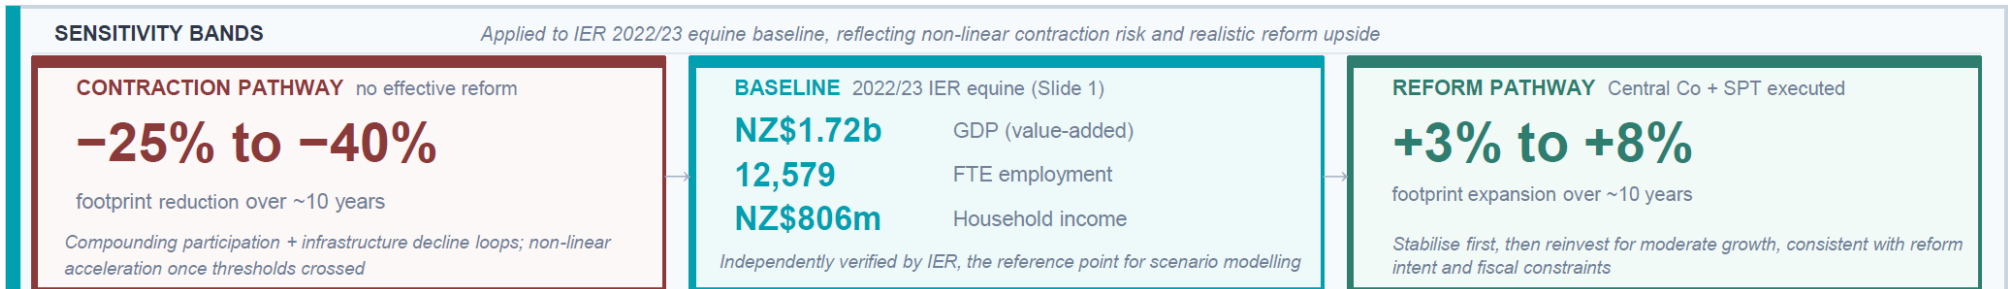 SENSITIVITY BANDS Applied to IER 2022/23 equine baseline, reflecting non-linear contraction risk and realistic reform upside
CONTRACTION PATHWAY no effective reform
−25% to −40%
footprint reduction over ~10 years
Compounding participation + infrastructure decline loops; non-linear
acceleration once thresholds crossed
→
BASELINE 2022/23 IER equine (Slide 1)
NZ$1.72b GDP (value-added)
12,579 FTE employment
NZ$806m Household income
Independently verified by IER, the reference point for scenario modelling
→
REFORM PATHWAY Central Co + SPT executed
+3% to +8%
footprint expansion over ~10 years
Stabilise first, then reinvest for moderate growth, consistent with reform
intent and fiscal constraints